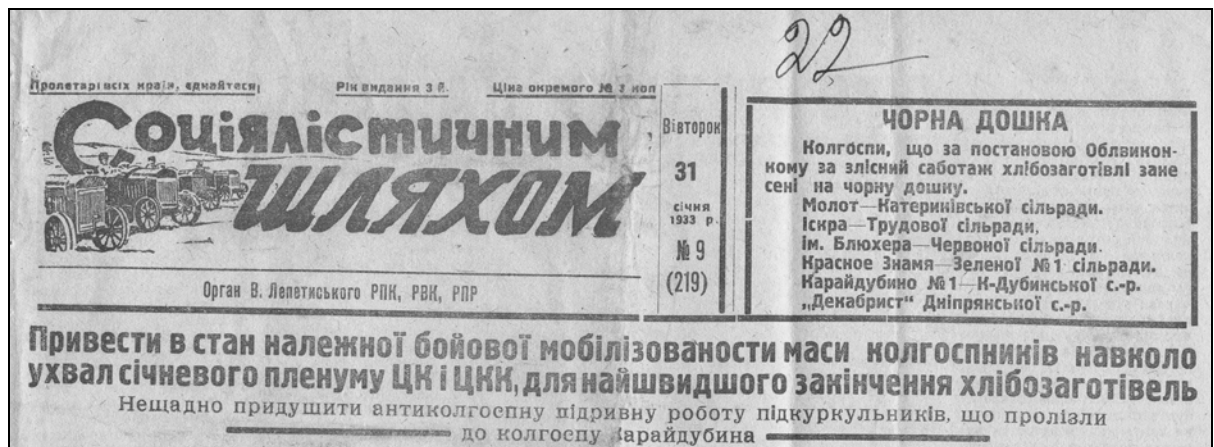 22
Пролетарі всіх країн, єднайтеся!
Рік видання 3 й.
Ціна окремого № 3 коп
Соціялістичним
шляхом
Орган В. Лепетиського РПК, РВК, РПР
Вівторок
31
січня
1933 р.
№ 9
(219)
ЧОРНА ДОШКА
Колгоспи, що за постановою Облвикон-
кому за злісний саботаж хлібозаготівлі зане
сені на чорну дошку.
Молот—Катеринівської сільради.
Іскра—Трудової сільради,
ім. Блюхера—Червоної сільради.
Красное Знамя—Зеленої №1 сільради.
Карайдубино №1—К-Дубинської с.-р.
„Декабрист“ Дніпрянської с.-р.
Привести в стан належної бойової мобілізованости маси колгоспників навколо
ухвал січневого пленуму ЦК і ЦКК, для найшвидшого закінчення хлібозаготівель
Нещадно придушити антиколгоспну підривну роботу підкуркульників, що пролізли
до колгоспу Карайдубина